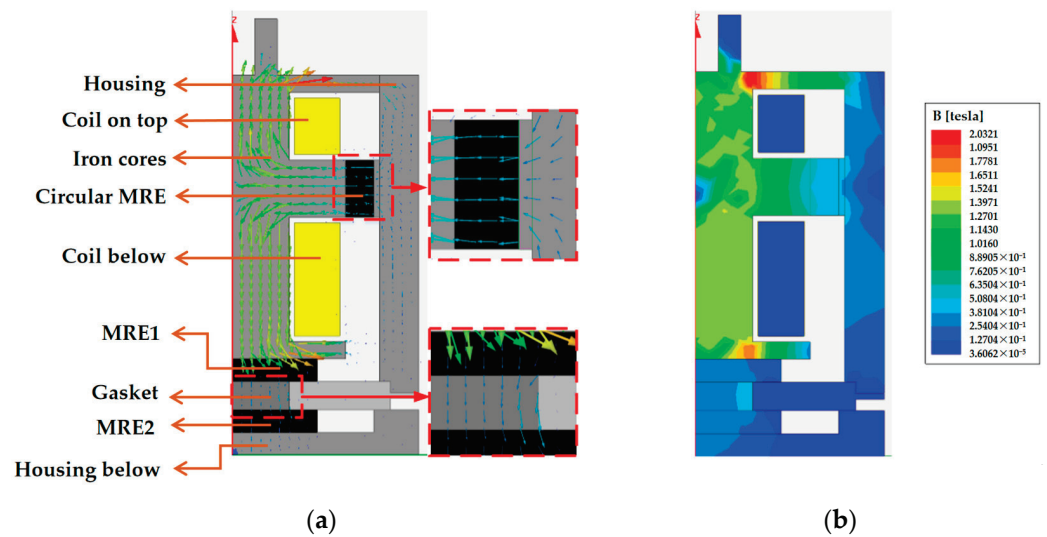 Z
Housing
Coil on top
Iron cores
Circular MRE
Coil below
MRE1
Gasket
MRE2
Housing below
(a)
Z
B [tesla]
2.0321
1.0951
1.7781
1.6511
1.5241
1.3971
1.2701
1.1430
1.0160
8.8905×10⁻¹
7.6205×10⁻¹
6.3504×10⁻¹
5.0804×10⁻¹
3.8104×10⁻¹
2.5404×10⁻¹
1.2704×10⁻¹
3.6062×10⁻⁵
(b)